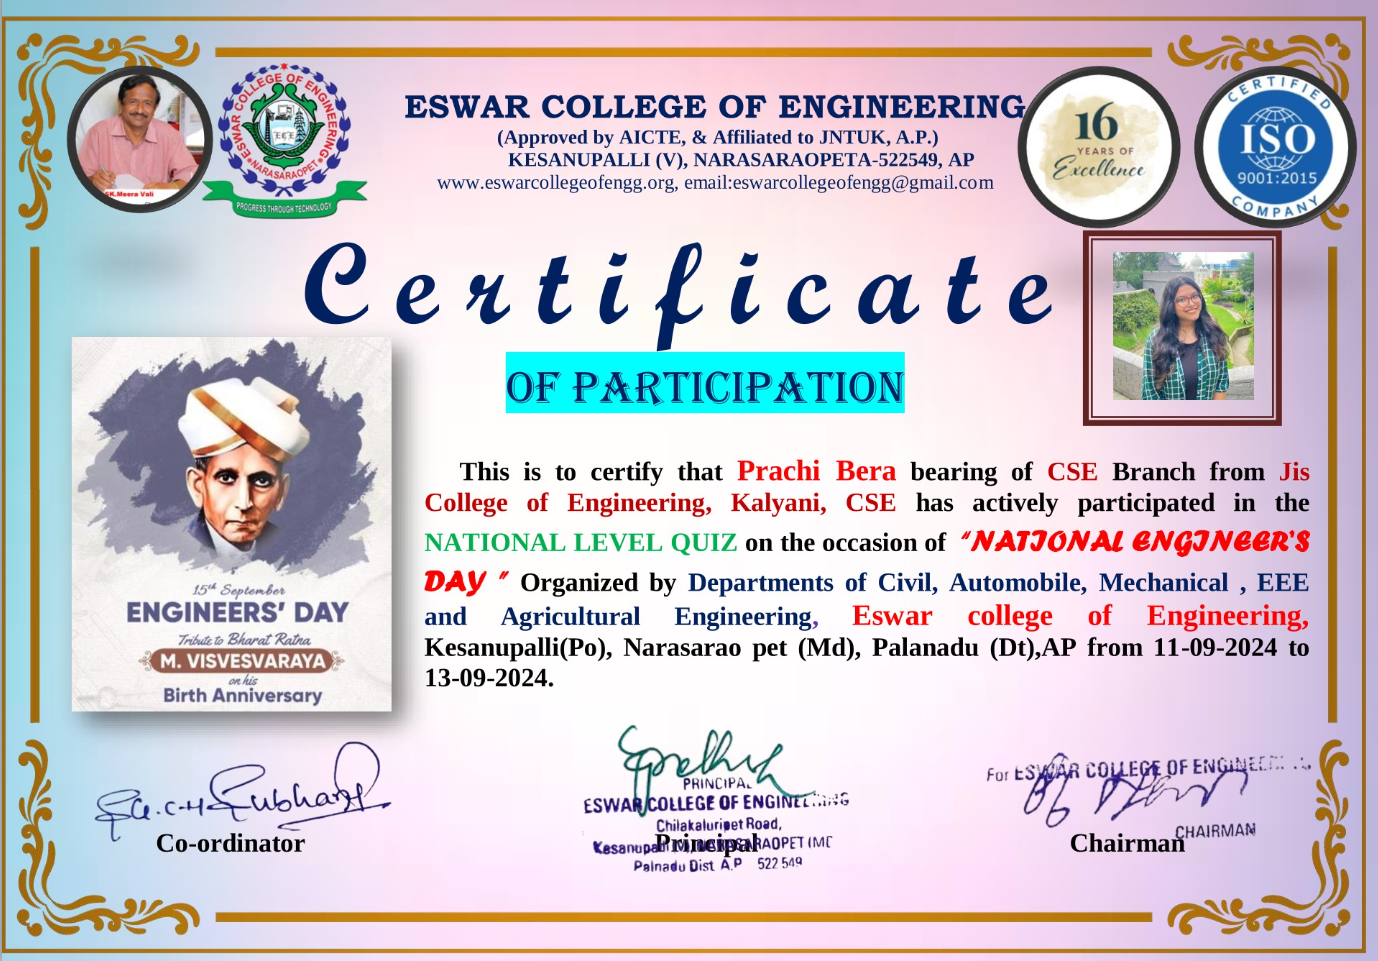 ESWAR COLLEGE OF ENGINEERING
(Approved by AICTE, & Affiliated to JNTUK, A.P.)
KESANUPALLI (V), NARASARAOPETA-522549, AP
www.eswarcollegeofengg.org, email:eswarcollegeofengg@gmail.com
SK.Meera Vali
ESWAR COLLEGE OF ENGINEERING
ECE
NARASARAOPET
PROGRESS THROUGH TECHNOLOGY
16
YEARS OF
Excellence
CERTIFIED
ISO
9001:2015
COMPANY
Certificate
OF PARTICIPATION
15th September
ENGINEERS' DAY
Tribute to Bharat Ratna
M. VISVESVARAYA
on his
Birth Anniversary
This is to certify that Prachi Bera bearing of CSE Branch from Jis
College of Engineering, Kalyani, CSE has actively participated in the
NATIONAL LEVEL QUIZ on the occasion of “NATIONAL ENGINEER'S
DAY ” Organized by Departments of Civil, Automobile, Mechanical , EEE
and Agricultural Engineering, Eswar college of Engineering,
Kesanupalli(Po), Narasarao pet (Md), Palanadu (Dt),AP from 11-09-2024 to
13-09-2024.
Co-ordinator
PRINCIPAL
ESWAR COLLEGE OF ENGINEERING
Chilakaluripet Road,
Principal
Palnadu Dist A.P 522 549
For ESWAR COLLEGE OF ENGINEERING
CHAIRMAN
Chairman